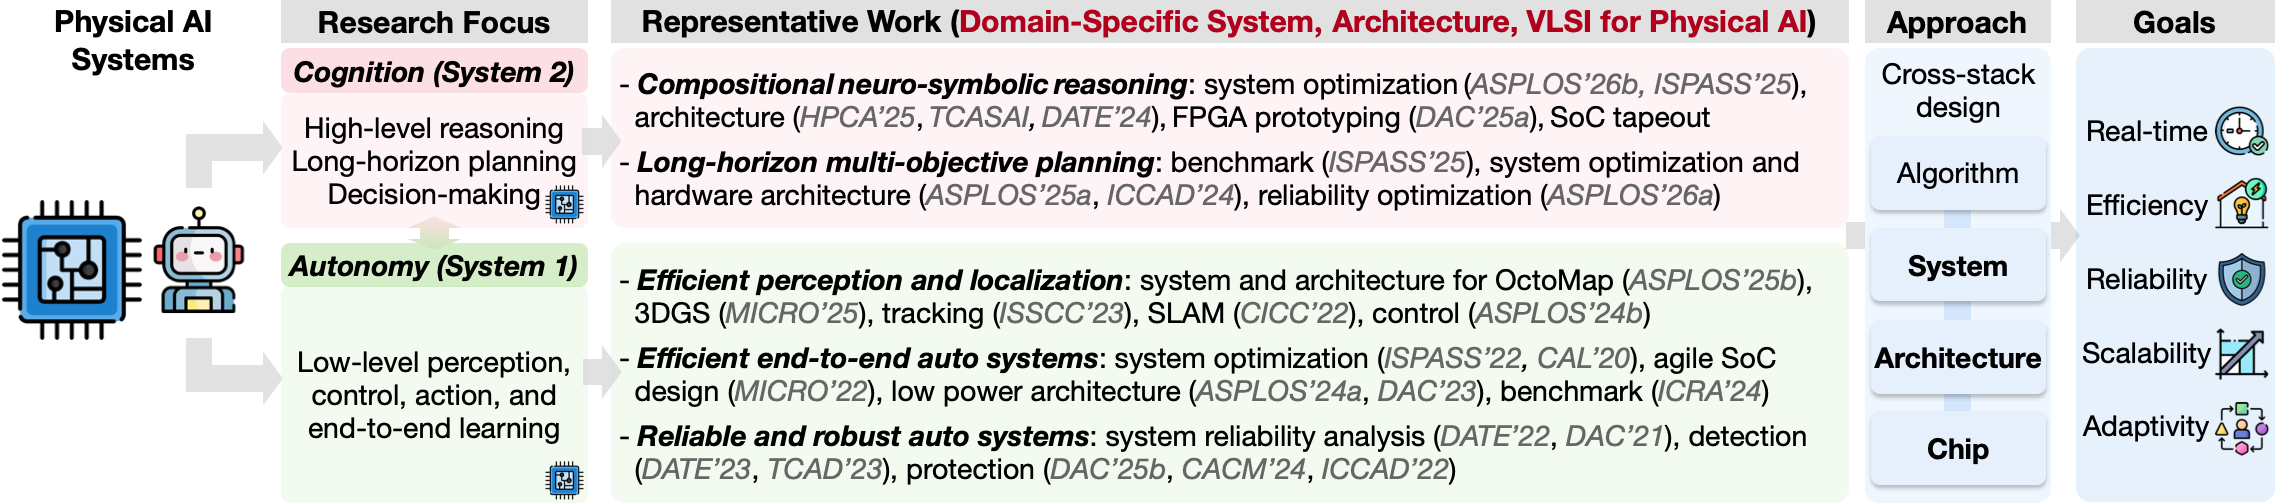 Physical AI
Systems
Research Focus
Cognition (System 2)
High-level reasoning
Long-horizon planning
Decision-making
Autonomy (System 1)
Low-level perception,
control, action, and
end-to-end learning
Representative Work (Domain-Specific System, Architecture, VLSI for Physical AI)
- Compositional neuro-symbolic reasoning: system optimization (ASPLOS’26b, ISPASS’25),
architecture (HPCA’25, TCASAI, DATE’24), FPGA prototyping (DAC’25a), SoC tapeout
- Long-horizon multi-objective planning: benchmark (ISPASS’25), system optimization and
hardware architecture (ASPLOS’25a, ICCAD’24), reliability optimization (ASPLOS’26a)
- Efficient perception and localization: system and architecture for OctoMap (ASPLOS’25b),
3DGS (MICRO’25), tracking (ISSCC’23), SLAM (CICC’22), control (ASPLOS’24b)
- Efficient end-to-end auto systems: system optimization (ISPASS’22, CAL’20), agile SoC
design (MICRO’22), low power architecture (ASPLOS’24a, DAC’23), benchmark (ICRA’24)
- Reliable and robust auto systems: system reliability analysis (DATE’22, DAC’21), detection
(DATE’23, TCAD’23), protection (DAC’25b, CACM’24, ICCAD’22)
Approach
Cross-stack
design
Algorithm
System
Architecture
Chip
Goals
Real-time
Efficiency
Reliability
Scalability
Adaptivity